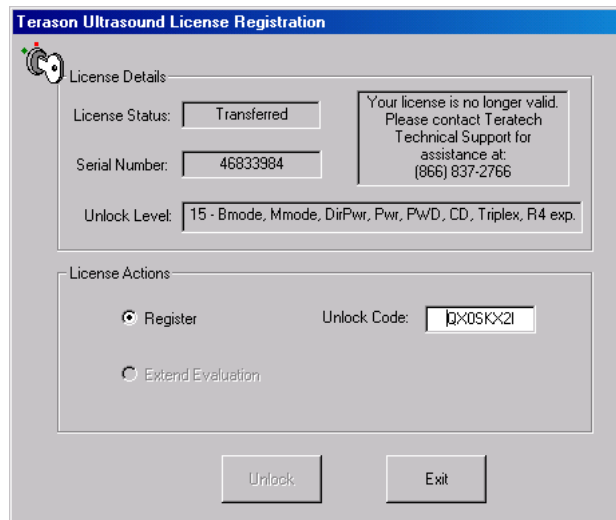 Terason Ultrasound License Registration
License Details
License Status: Transferred
Your license is no longer valid.
Please contact Teratech
Technical Support for
assistance at:
(866) 837-2766
Serial Number: 46833984
Unlock Level: 15 - Bmode, Mmode, DirPwr, Pwr, PWD, CD, Triplex, R4 exp.
License Actions
Register
Unlock Code: QX0SKX2I
Extend Evaluation
Unlock
Exit